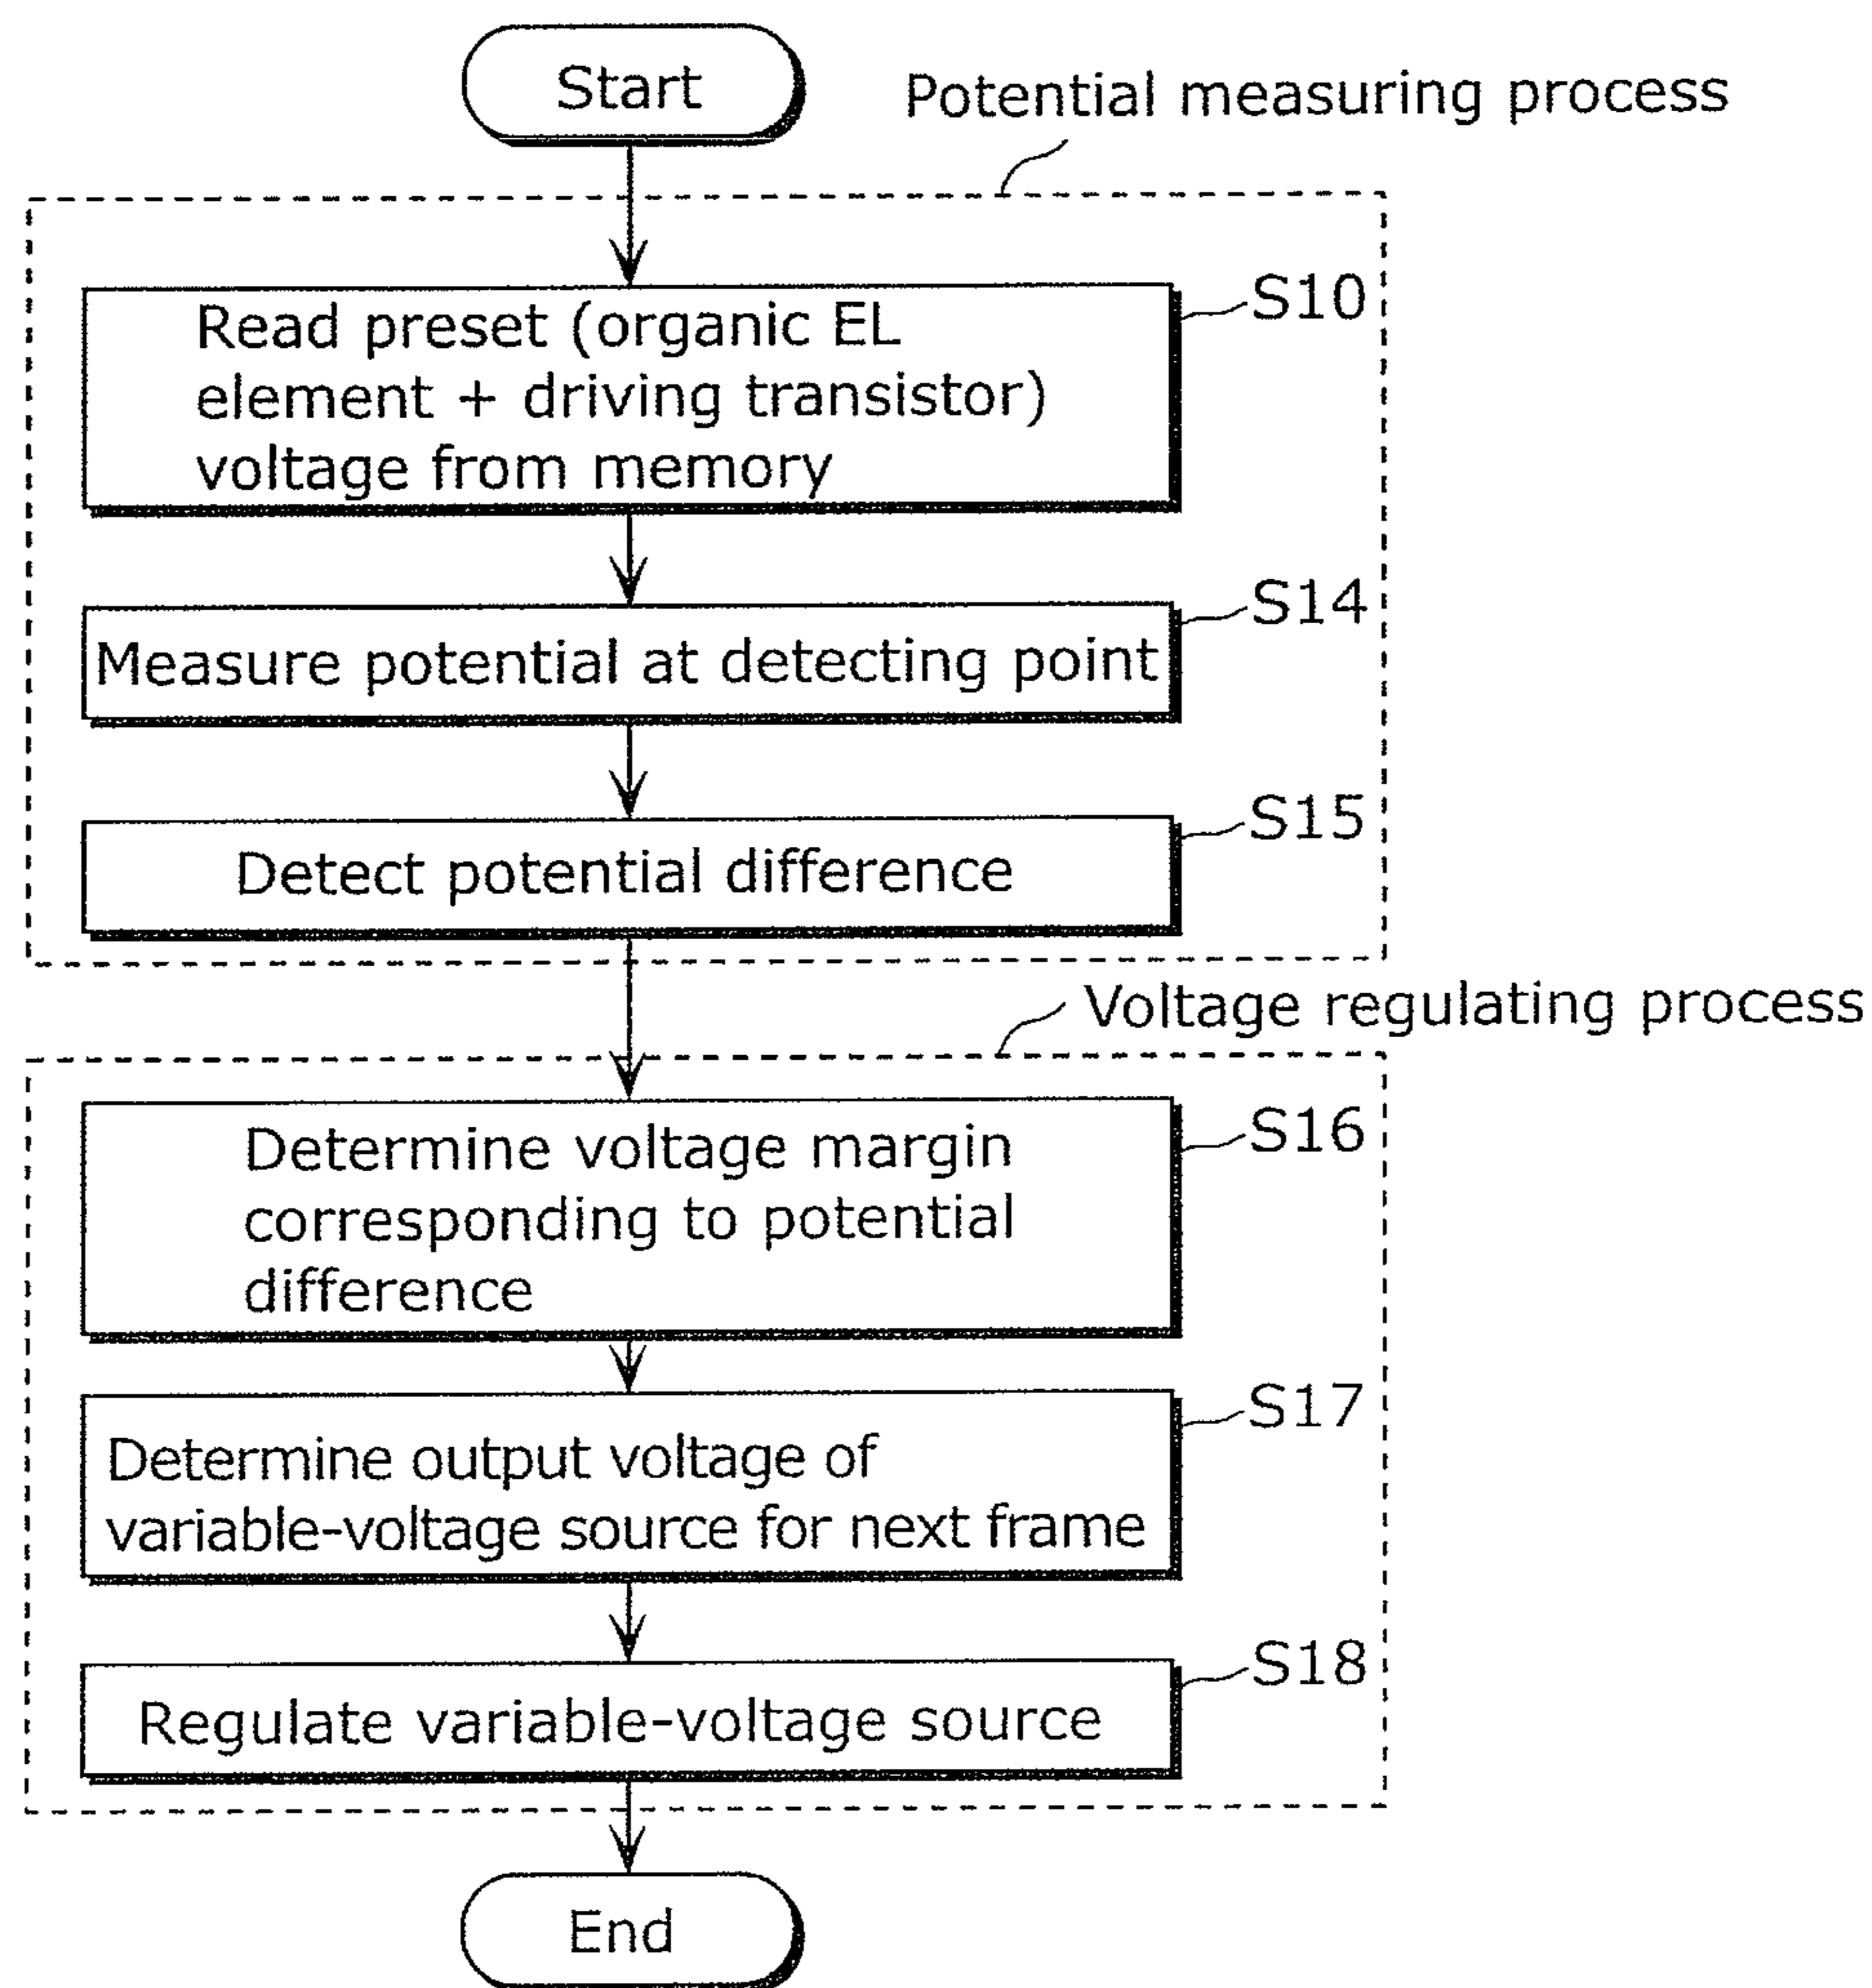 Start
Potential measuring process
S10
Read preset (organic EL
element + driving transistor)
voltage from memory
S14
Measure potential at detecting point
S15
Detect potential difference
Voltage regulating process
S16
Determine voltage margin
corresponding to potential
difference
S17
Determine output voltage of
variable-voltage source for next frame
S18
Regulate variable-voltage source
End